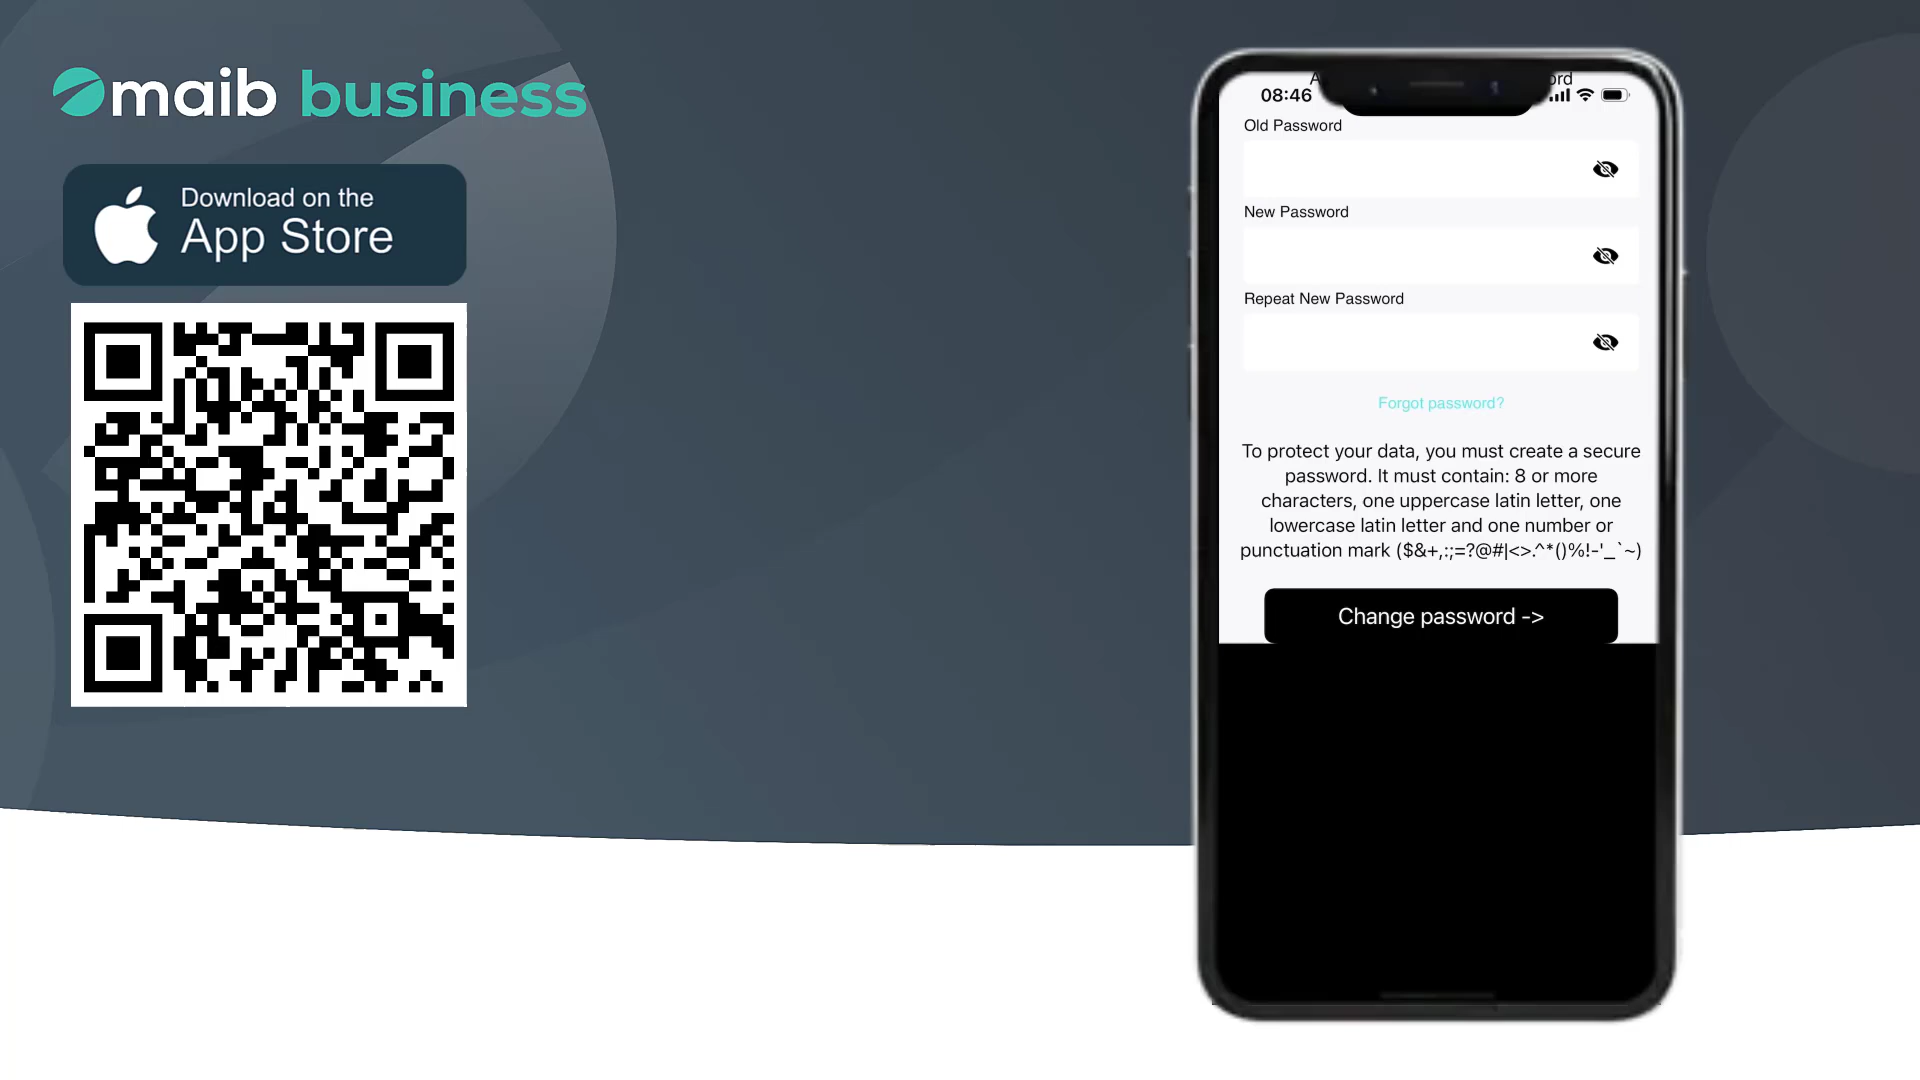 maib business
Download on the
App Store
08:46
Old Password
New Password
Repeat New Password
Forgot password?
To protect your data, you must create a secure
password. It must contain: 8 or more
characters, one uppercase latin letter, one
lowercase latin letter and one number or
punctuation mark ($&+,:;=?@#|<>.^*()%!-'_`~)
Change password ->